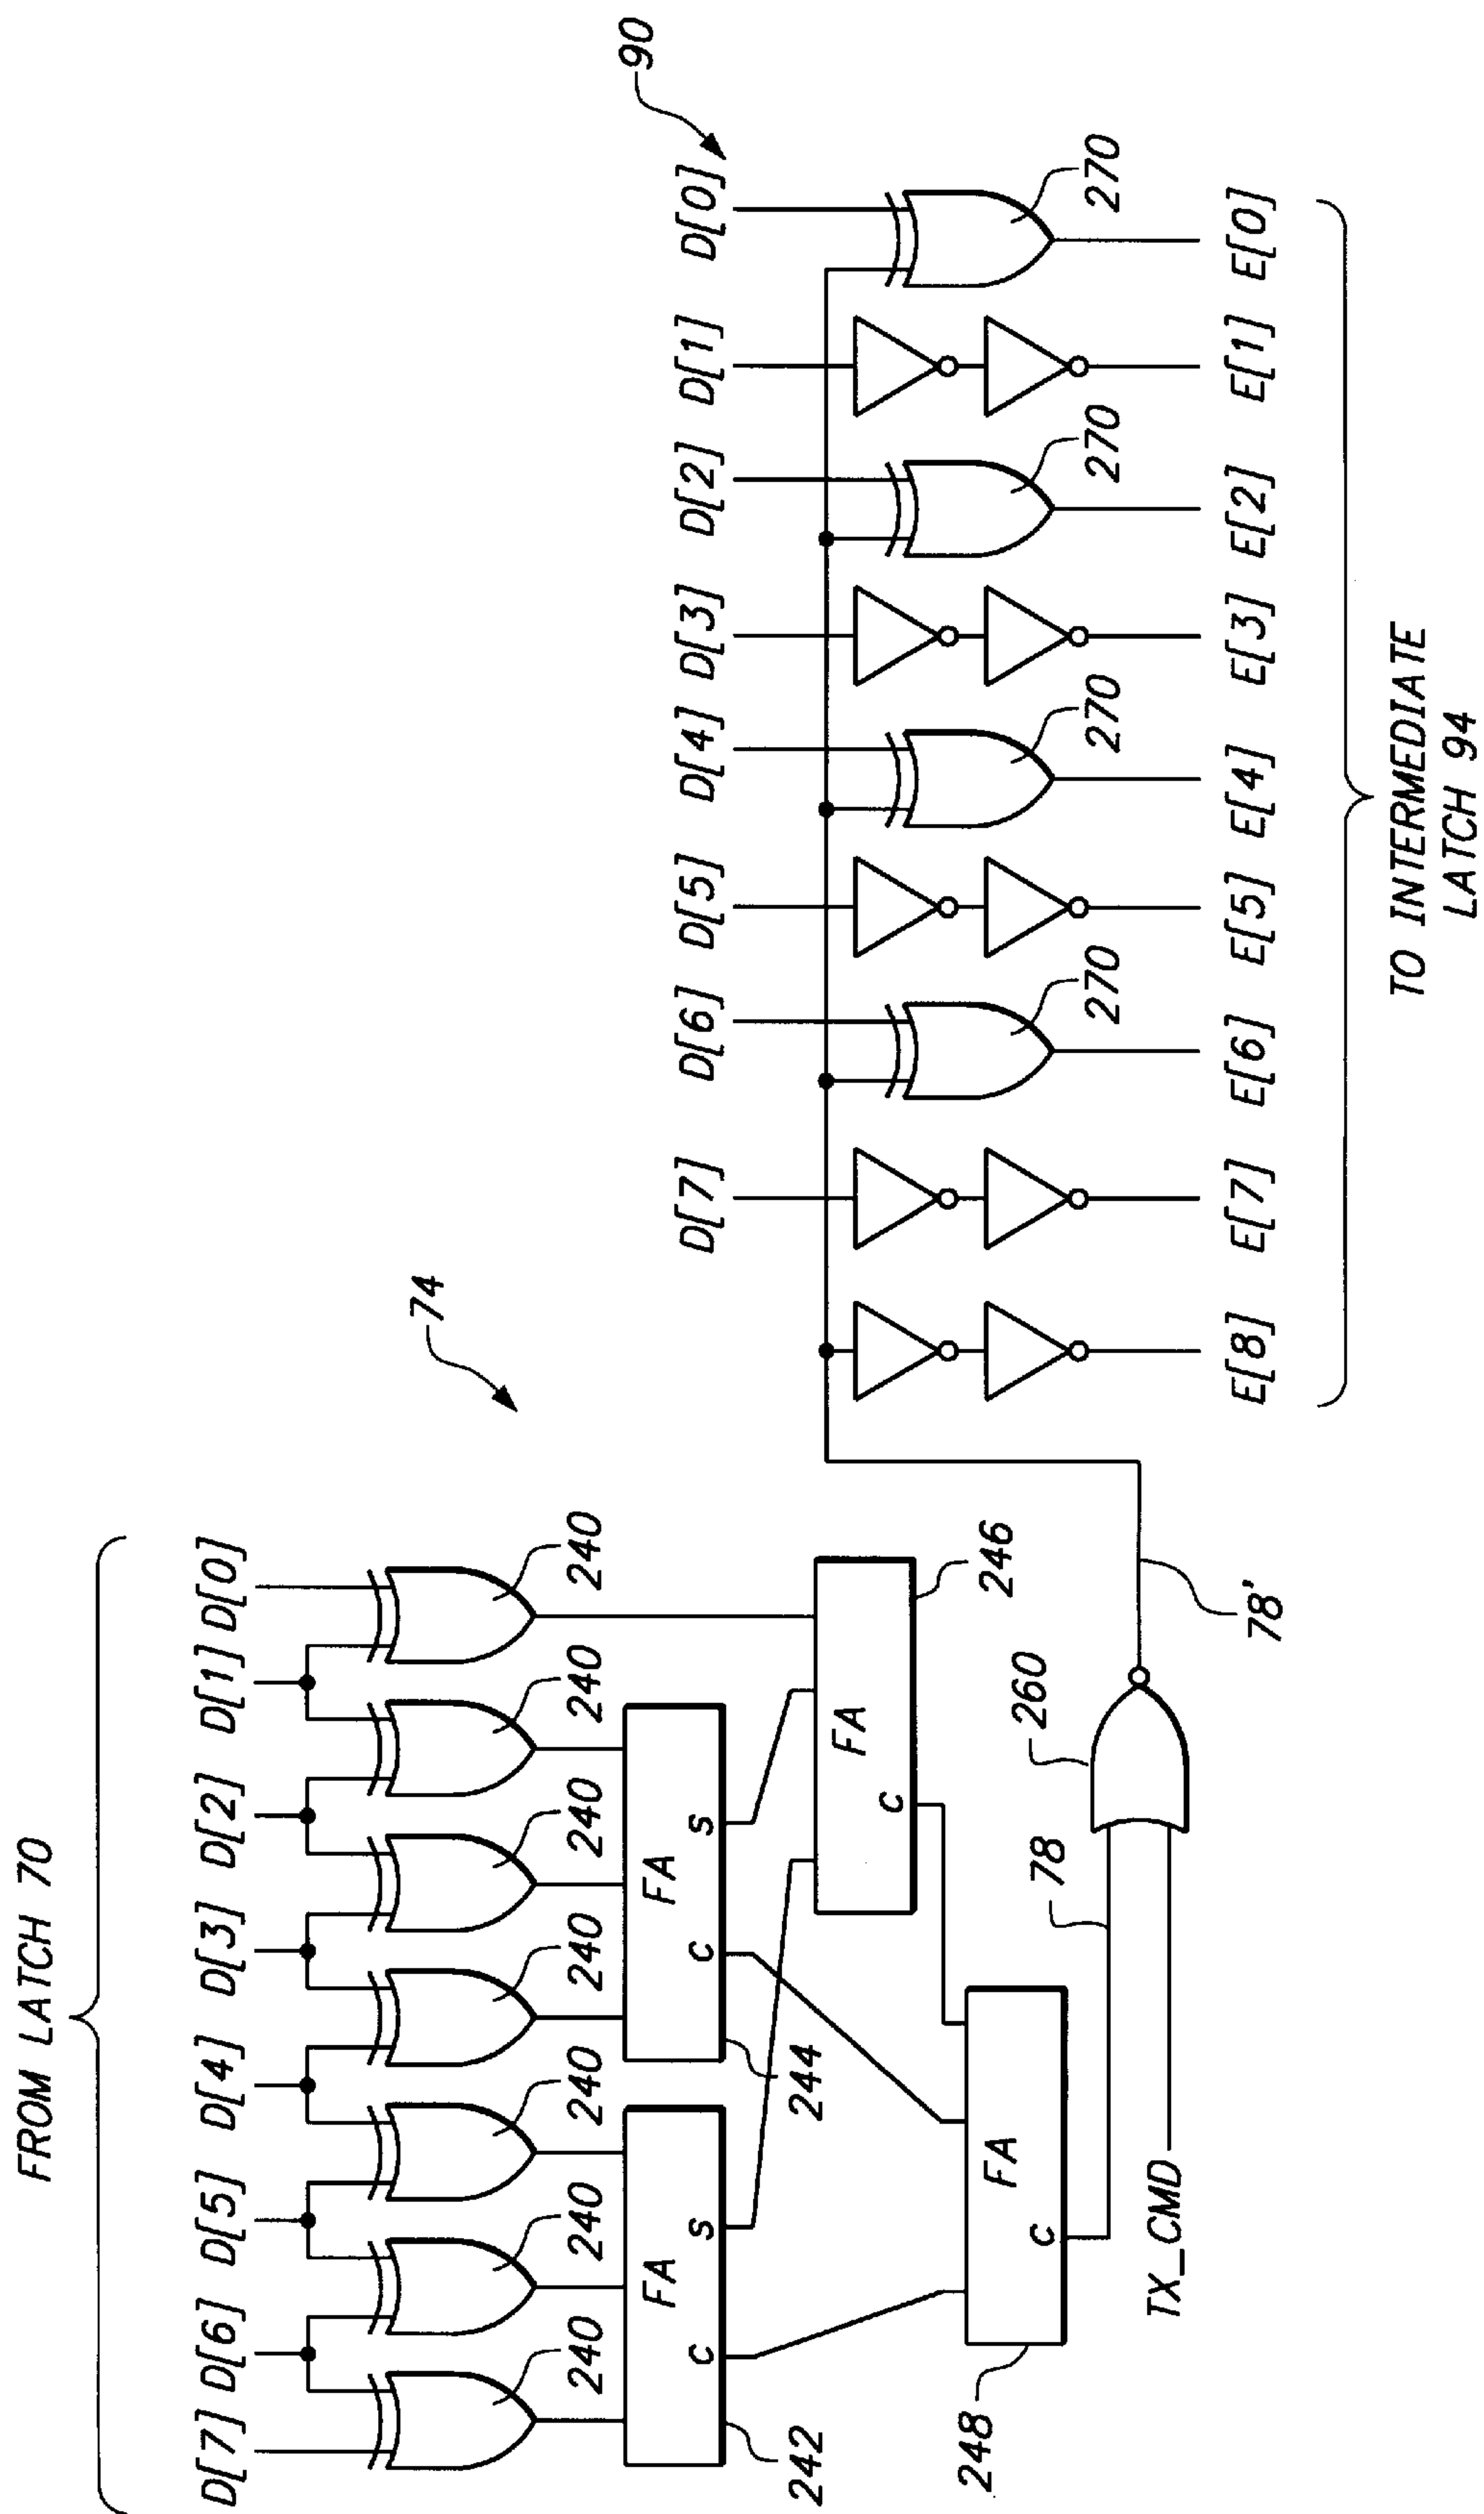 FROM LATCH 70
D[7] D[6] D[5] D[4] D[3] D[2] D[1] D[0]
240 240 240 240 240 240 240
74
FA C S
242
FA C S
244
FA C
246
FA C
248
78
TX_CMD
260
78'
90
D[7] D[6] D[5] D[4] D[3] D[2] D[1] D[0]
270 270 270 270
E[8] E[7] E[6] E[5] E[4] E[3] E[2] E[1] E[0]
TO INTERMEDIATE
LATCH 94